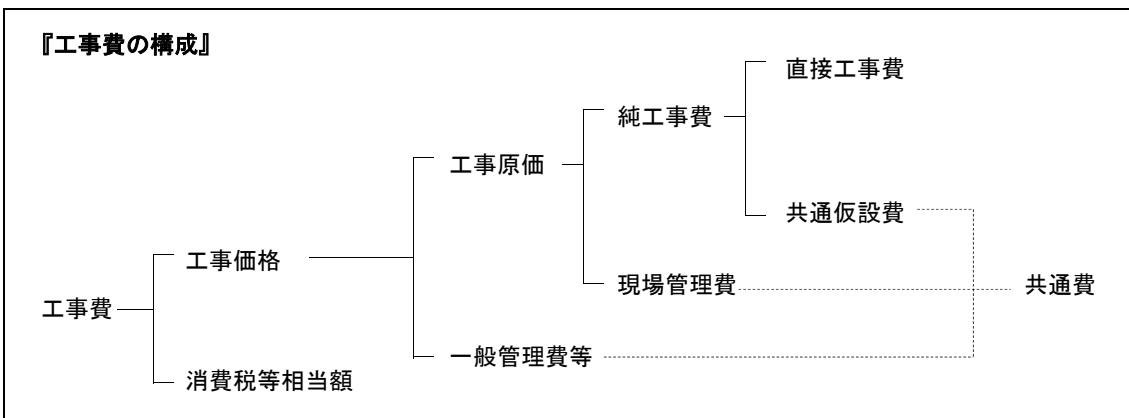 『工事費の構成』
直接工事費
純工事費
工事原価
共通仮設費
工事価格
現場管理費
共通費
工事費
一般管理費等
消費税等相当額